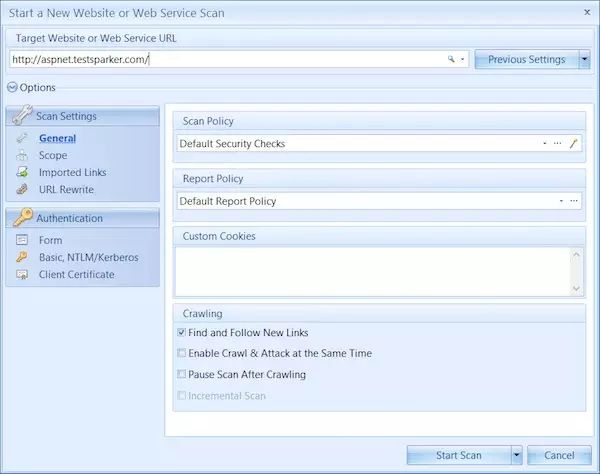 Start a New Website or Web Service Scan
Target Website or Web Service URL
http://aspnet.testsparker.com/
Previous Settings
Options
Scan Settings
General
Scope
Imported Links
URL Rewrite
Authentication
Form
Basic, NTLM/Kerberos
Client Certificate
Scan Policy
Default Security Checks
Report Policy
Default Report Policy
Custom Cookies
Crawling
Find and Follow New Links
Enable Crawl & Attack at the Same Time
Pause Scan After Crawling
Incremental Scan
Start Scan
Cancel